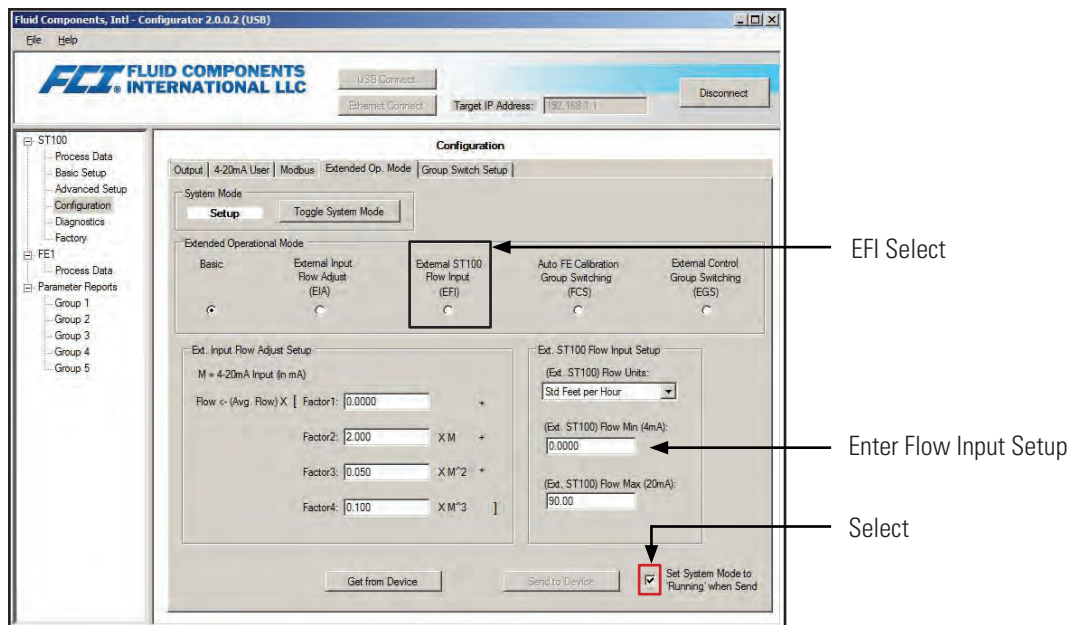 Fluid Components, Intl - Configurator 2.0.0.2 (USB)
File Help
FCI FLUID COMPONENTS
® INTERNATIONAL LLC
USB Connect
Ethernet Connect
Target IP Address: 192.168.1.1
Disconnect
ST100
Process Data
Basic Setup
Advanced Setup
Configuration
Diagnostics
Factory
FE1
Process Data
Parameter Reports
Group 1
Group 2
Group 3
Group 4
Group 5
Configuration
Output 4-20mA User Modbus Extended Op. Mode Group Switch Setup
System Mode
Setup Toggle System Mode
Extended Operational Mode
Basic
External Input
Flow Adjust
(EIA)
External ST100
Flow Input
(EFI)
Auto FE Calibration
Group Switching
(FCS)
External Control
Group Switching
(EGS)
Ext. Input Flow Adjust Setup
M = 4-20mA Input (in mA)
Flow <- (Avg. Flow) X [ Factor1: 0.0000 +
Factor2: 2.000 X M +
Factor3: 0.050 X M^2 +
Factor4: 0.100 X M^3 ]
Ext. ST100 Flow Input Setup
(Ext. ST100) Flow Units:
Std Feet per Hour
(Ext. ST100) Flow Min (4mA):
0.0000
(Ext. ST100) Flow Max (20mA):
90.00
Get from Device
Send to Device
Set System Mode to
'Running' when Send
EFI Select
Enter Flow Input Setup
Select